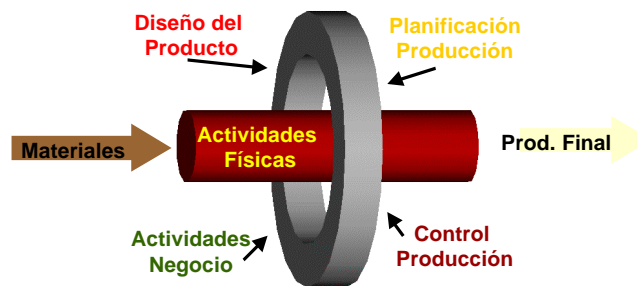 Diseño del
Producto
Planificación
Producción
Materiales
Actividades
Físicas
Prod. Final
Actividades
Negocio
Control
Producción